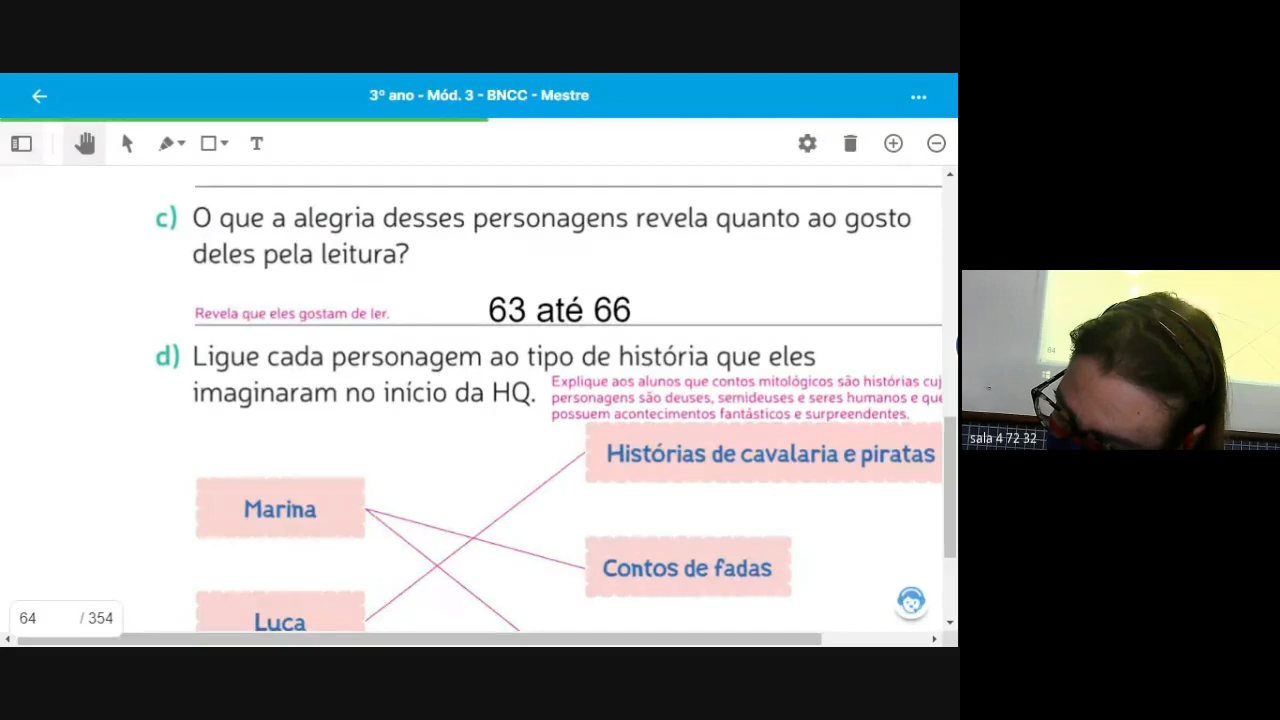 3º ano - Mód. 3 - BNCC - Mestre
T
c) O que a alegria desses personagens revela quanto ao gosto
deles pela leitura?
Revela que eles gostam de ler.
63 até 66
d) Ligue cada personagem ao tipo de história que eles
imaginaram no início da HQ.
Explique aos alunos que contos mitológicos são histórias cuj
personagens são deuses, semideuses e seres humanos e que
possuem acontecimentos fantásticos e surpreendentes.
Histórias de cavalaria e piratas
Marina
Contos de fadas
Luca
64 / 354
64
sala 4 72 32